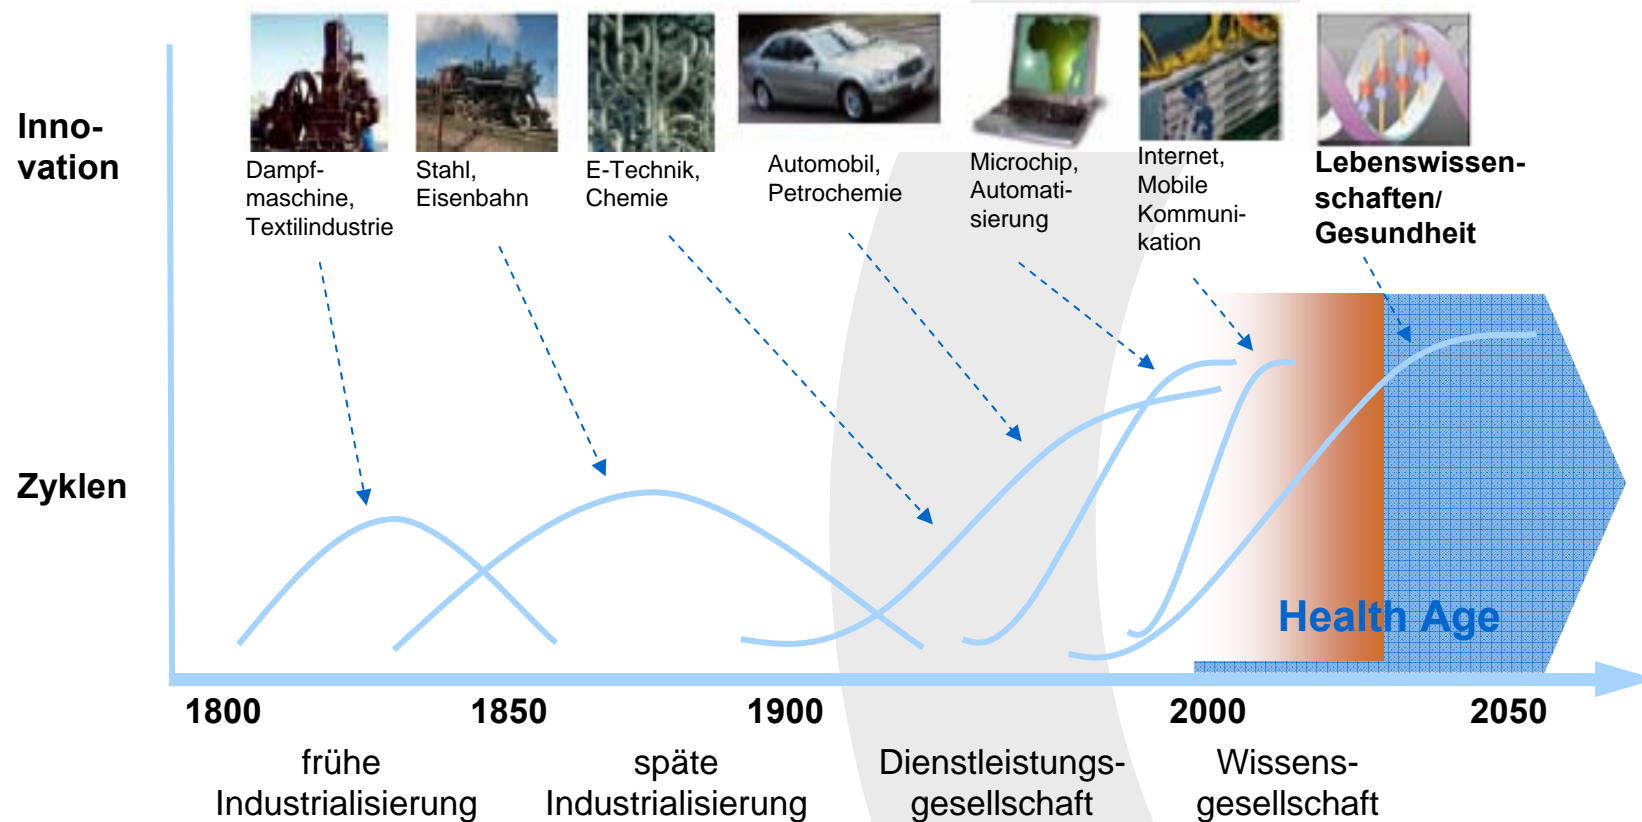 Inno-
vation
Dampf-
maschine,
Textilindustrie
Stahl,
Eisenbahn
E-Technik,
Chemie
Automobil,
Petrochemie
Microchip,
Automati-
sierung
Internet,
Mobile
Kommuni-
kation
Lebenswissen-
schaften/
Gesundheit
Zyklen
Health Age
1800
1850
1900
2000
2050
frühe
Industrialisierung
späte
Industrialisierung
Dienstleistungs-
gesellschaft
Wissens-
gesellschaft